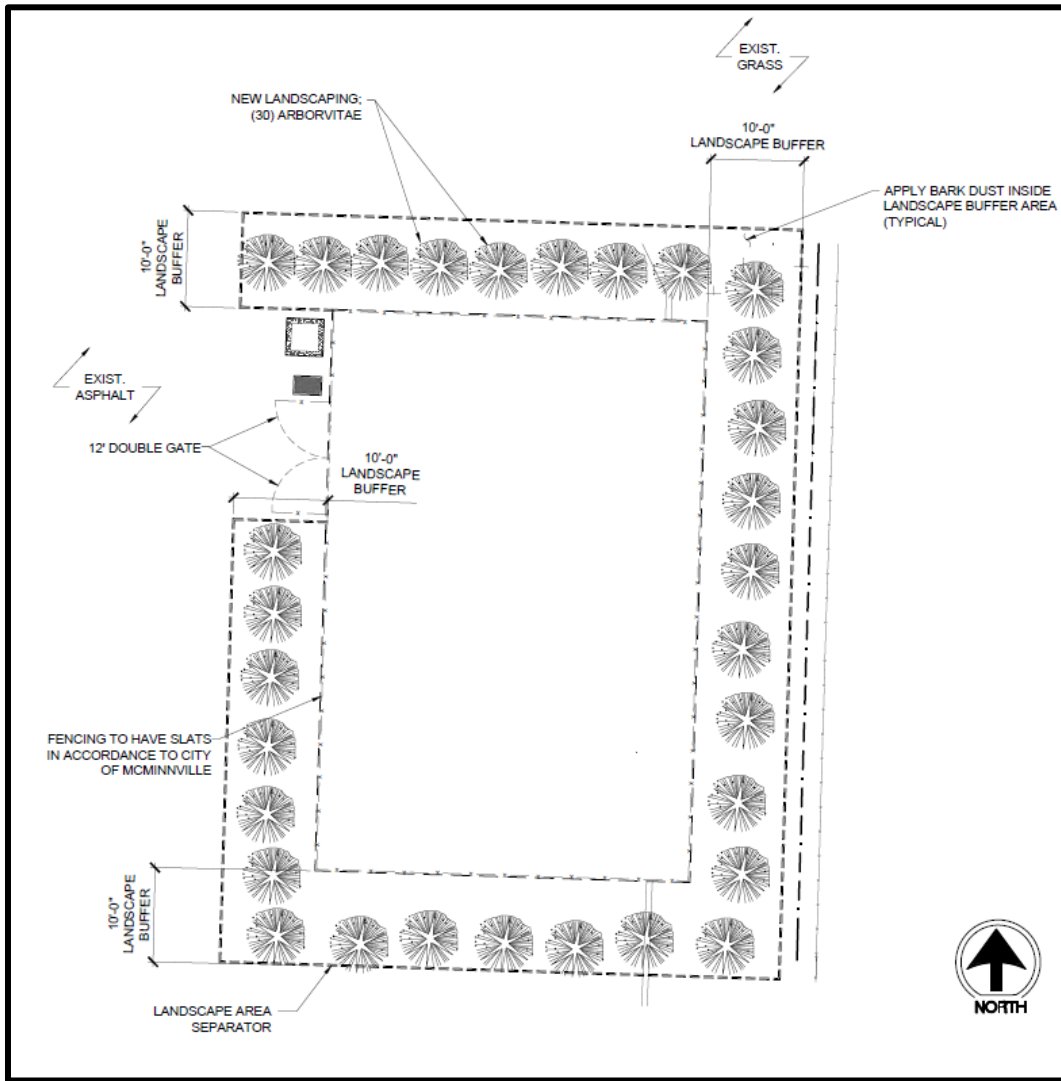 EXIST.
GRASS
NEW LANDSCAPING;
(30) ARBORVITAE
10'-0"
LANDSCAPE BUFFER
APPLY BARK DUST INSIDE
LANDSCAPE BUFFER AREA
(TYPICAL)
10'-0"
LANDSCAPE
BUFFER
EXIST.
ASPHALT
12' DOUBLE GATE
10'-0"
LANDSCAPE
BUFFER
FENCING TO HAVE SLATS
IN ACCORDANCE TO CITY
OF MCMINNVILLE
10'-0"
LANDSCAPE
BUFFER
LANDSCAPE AREA
SEPARATOR
NORTH